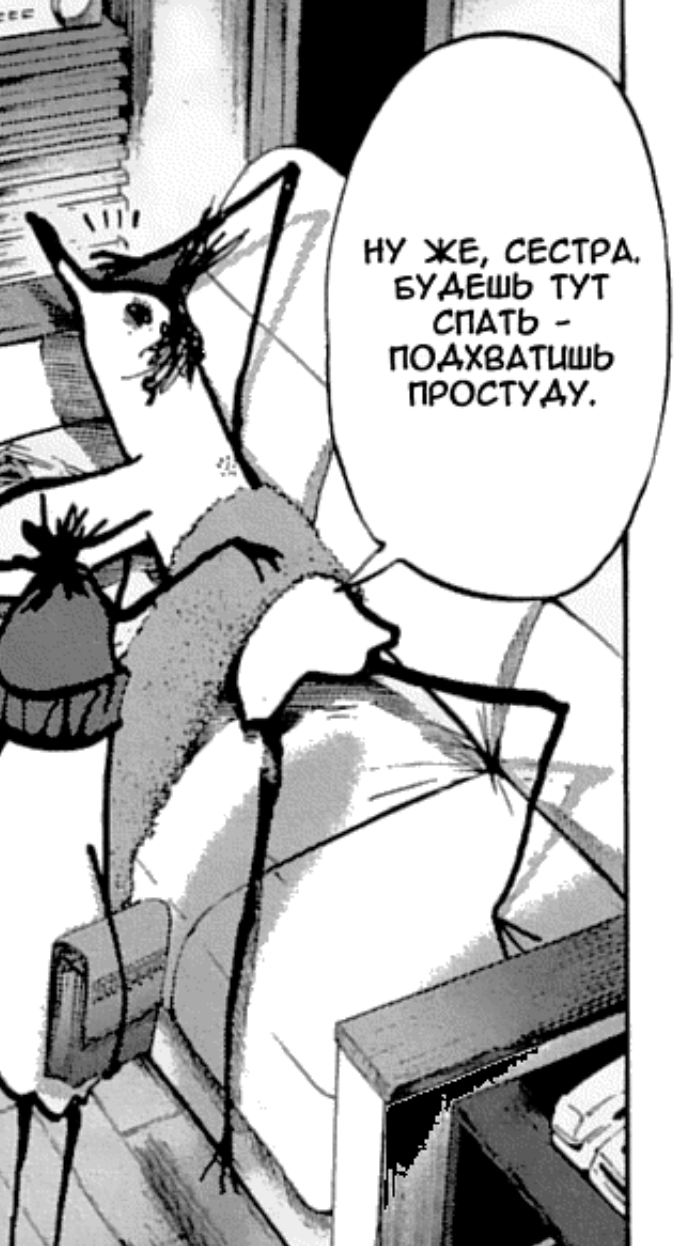 НУ ЖЕ, СЕСТРА.
БУДЕШЬ ТУТ
СПАТЬ -
ПОДХВАТИШЬ
ПРОСТУДУ.